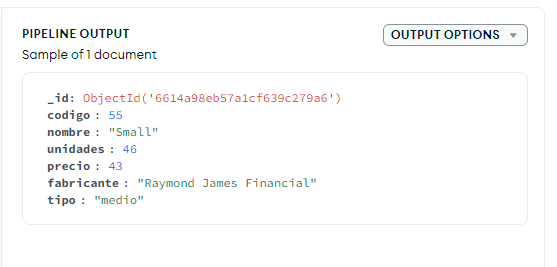 PIPELINE OUTPUT
OUTPUT OPTIONS
Sample of 1 document
_id: ObjectId('6614a98eb57a1cf639c279a6')
codigo : 55
nombre : "Small"
unidades : 46
precio : 43
fabricante : "Raymond James Financial"
tipo : "medio"